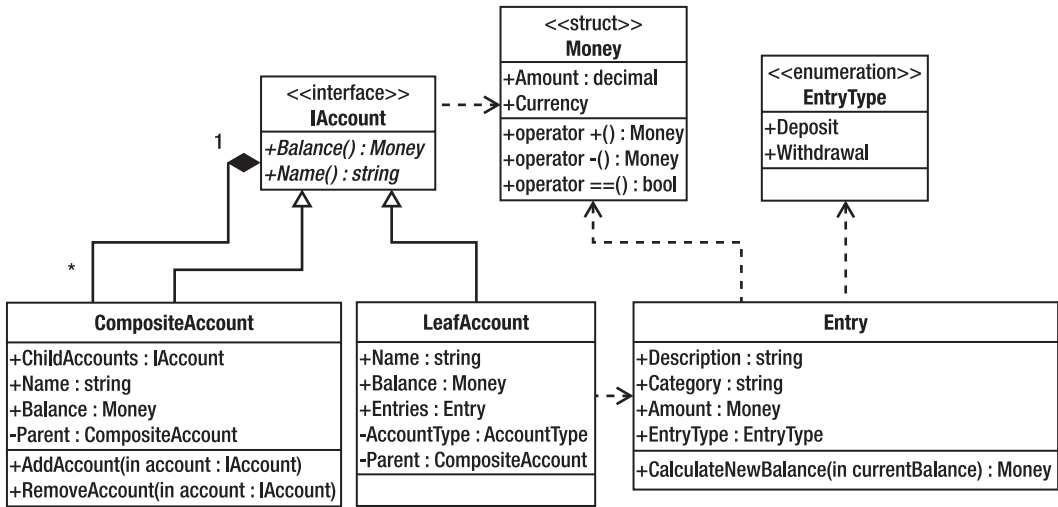 <<struct>>
Money
+Amount : decimal
+Currency
+operator +() : Money
+operator -() : Money
+operator ==() : bool
<<enumeration>>
EntryType
+Deposit
+Withdrawal
<<interface>>
IAccount
+Balance() : Money
+Name() : string
1
*
CompositeAccount
+ChildAccounts : IAccount
+Name : string
+Balance : Money
-Parent : CompositeAccount
+AddAccount(in account : IAccount)
+RemoveAccount(in account : IAccount)
LeafAccount
+Name : string
+Balance : Money
+Entries : Entry
-AccountType : AccountType
-Parent : CompositeAccount
Entry
+Description : string
+Category : string
+Amount : Money
+EntryType : EntryType
+CalculateNewBalance(in currentBalance) : Money